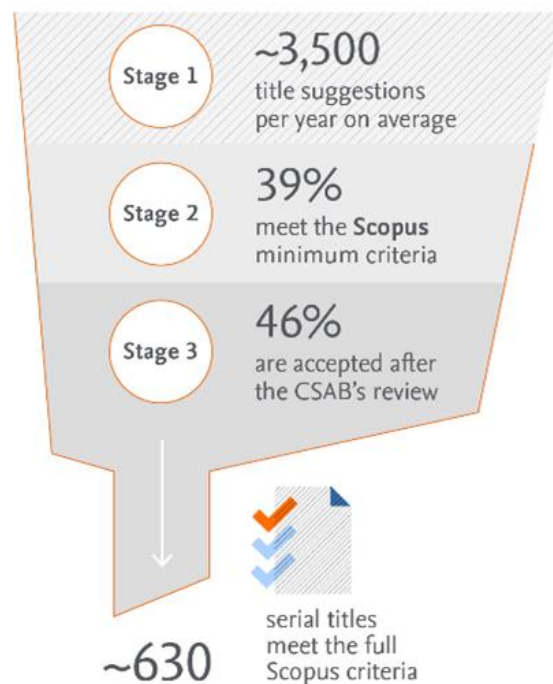 Stage 1
~3,500
title suggestions
per year on average
Stage 2
39%
meet the Scopus
minimum criteria
Stage 3
46%
are accepted after
the CSAB's review
~630
serial titles
meet the full
Scopus criteria